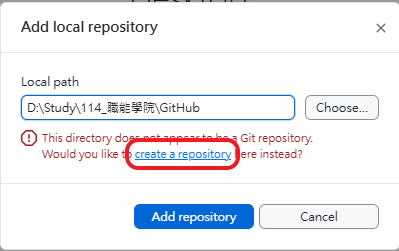 Add local repository
Local path
D:\Study\114_職能學院\GitHub
Choose...
This directory does not appear to be a Git repository.
Would you like to create a repository here instead?
Add repository
Cancel